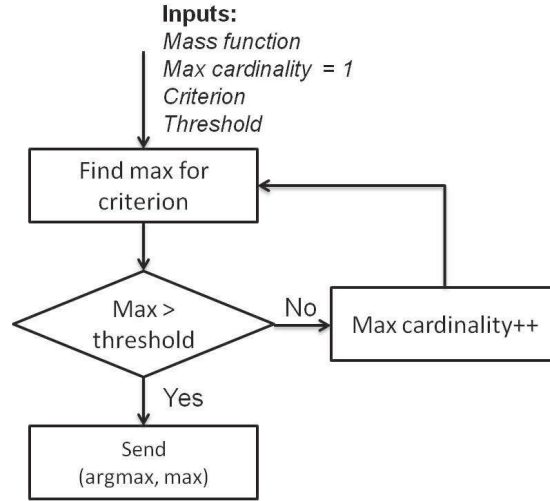 Inputs:
Mass function
Max cardinality = 1
Criterion
Threshold
Find max for
criterion
Max >
threshold
No
Max cardinality++
Yes
Send
(argmax, max)